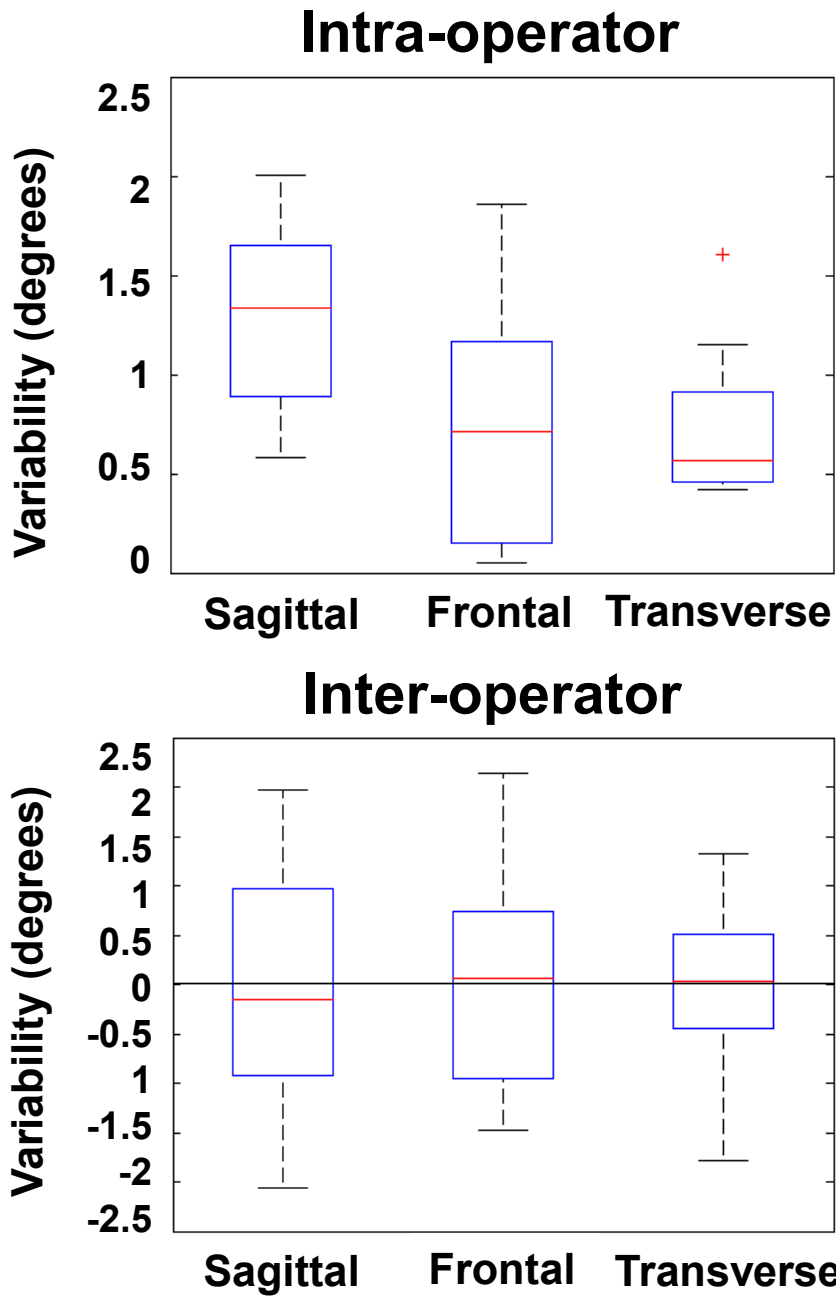 Intra-operator
Variability (degrees)
2.5
2
1.5
1
0.5
0
Sagittal Frontal Transverse
Inter-operator
Variability (degrees)
2.5
2
1.5
1
0.5
0
-0.5
1
-1.5
-2
-2.5
Sagittal Frontal Transverse